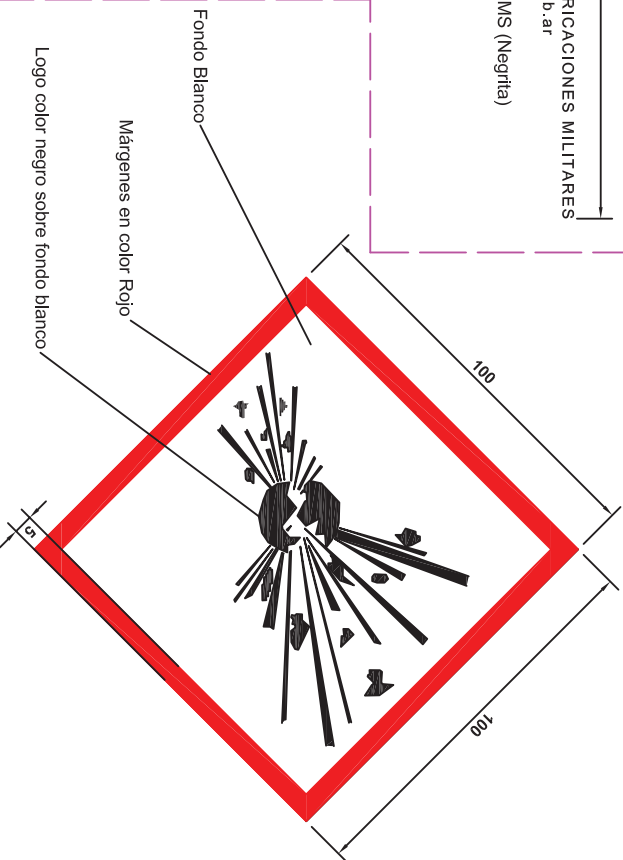 RICACIONES MILITARES
b.ar
MS (Negrita)
Fondo Blanco
Márgenes en color Rojo
Logo color negro sobre fondo blanco
100
100
5